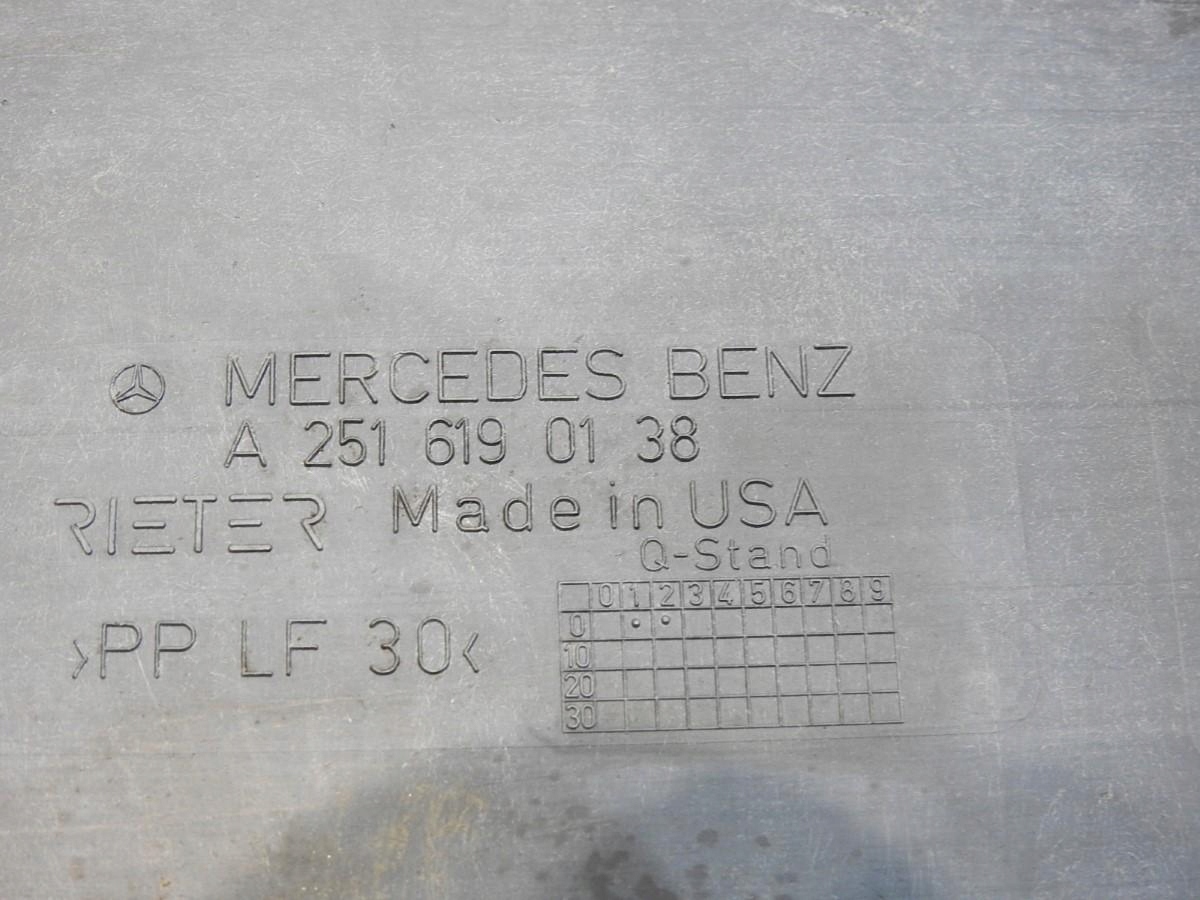 MERCEDES BENZ
A 251 619 01 38
RIETER Made in USA
Q-Stand
0 1 2 3 4 5 6 7 8 9
0
10
20
30
>PP LF 30<